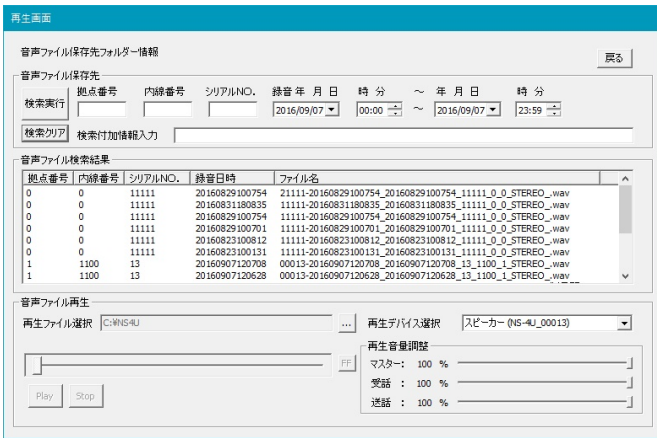 再生画面
音声ファイル保存先フォルダー情報
戻る
音声ファイル保存先
拠点番号 内線番号 シリアルNO. 録音 年 月 日 時 分 ～ 年 月 日 時 分
検索実行 2016/09/07 00:00 ～ 2016/09/07 23:59
検索クリア 検索付加情報入力
音声ファイル検索結果
拠点番号 内線番号 シリアルNO. 録音日時 ファイル名
0 0 11111 20160829100754 21111-20160829100754_20160829100754_11111_0_0_STEREO_.wav
0 0 11111 20160831180835 11111-20160831180835_20160831180835_11111_0_0_STEREO_.wav
0 0 11111 20160829100701 11111-20160829100701_20160829100701_11111_0_0_STEREO_.wav
0 0 11111 20160823100812 11111-20160823100812_20160823100812_11111_0_0_STEREO_.wav
0 0 11111 20160823100131 11111-20160823100131_20160823100131_11111_0_0_STEREO_.wav
1 1100 13 20160907120708 00013-20160907120708_20160907120708_13_1100_1_STEREO_.wav
1 1100 13 20160907120628 00013-20160907120628_20160907120628_13_1100_1_STEREO_.wav
音声ファイル再生
再生ファイル選択 C:¥NS4U ... 再生デバイス選択 スピーカー (NS-4U_00013)
再生音量調整
FF マスター： 100 %
受話 ： 100 %
Play Stop
送話 ： 100 %